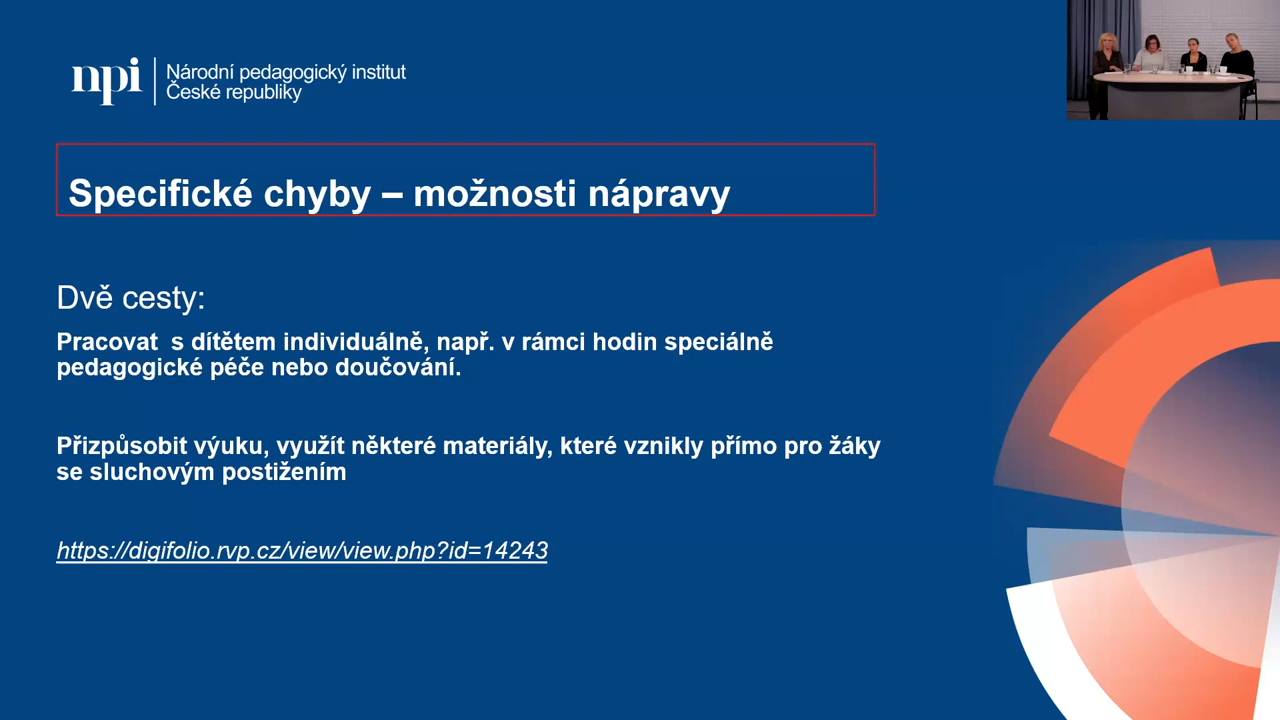 npi
Národní pedagogický institut
České republiky
Specifické chyby – možnosti nápravy
Dvě cesty:
Pracovat s dítětem individuálně, např. v rámci hodin speciálně
pedagogické péče nebo doučování.
Přizpůsobit výuku, využít některé materiály, které vznikly přímo pro žáky
se sluchovým postižením
https://digifolio.rvp.cz/view/view.php?id=14243